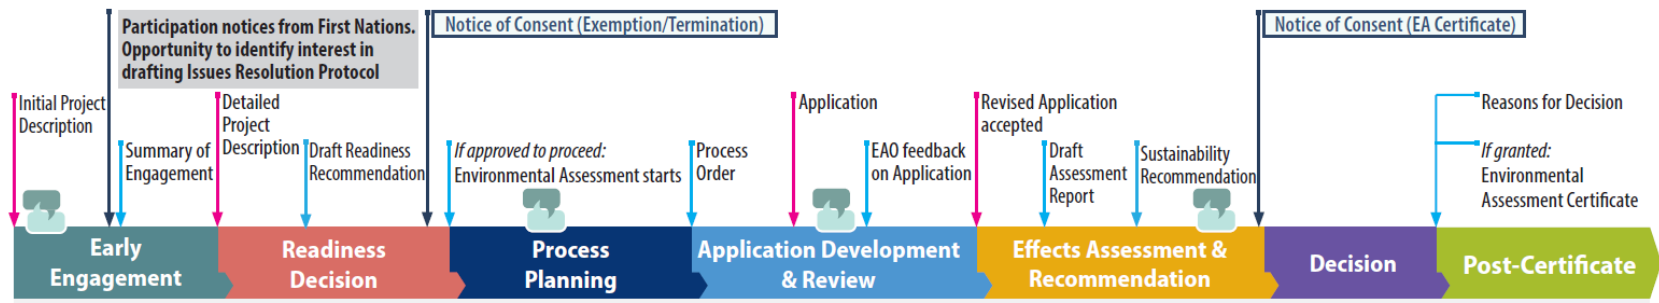 Participation notices from First Nations.
Opportunity to identify interest in
drafting Issues Resolution Protocol
Notice of Consent (Exemption/Termination)
Notice of Consent (EA Certificate)
Initial Project
Description
Summary of
Engagement
Detailed
Project
Description
Draft Readiness
Recommendation
If approved to proceed:
Environmental Assessment starts
Process
Order
Application
EAO feedback
on Application
Revised Application
accepted
Draft
Assessment
Report
Sustainability
Recommendation
Reasons for Decision
If granted:
Environmental
Assessment Certificate
Early
Engagement
Readiness
Decision
Process
Planning
Application Development
& Review
Effects Assessment &
Recommendation
Decision
Post-Certificate